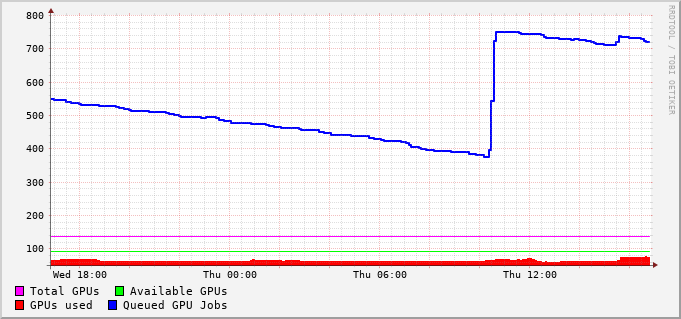 800
700
600
500
400
300
200
100
Wed 18:00 Thu 00:00 Thu 06:00 Thu 12:00
Total GPUs Available GPUs
GPUs used Queued GPU Jobs
RRDTOOL / TOBI OETIKER